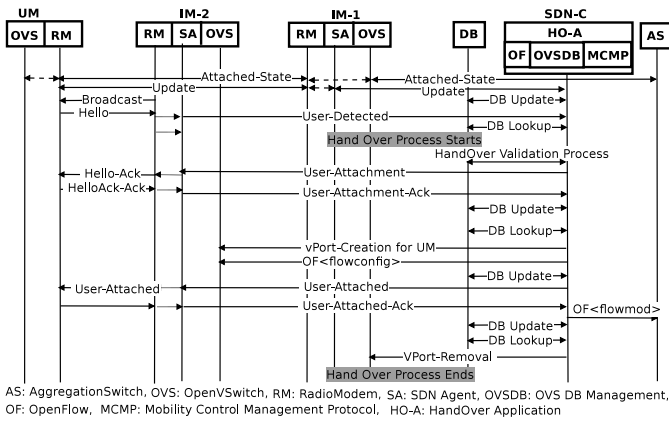 UM IM-2 IM-1 SDN-C
OVS RM RM SA OVS RM SA OVS DB HO-A AS
OF OVSDB MCMP
Attached-State Attached-State
Update Update
Broadcast DB Update
Hello User-Detected
DB Lookup
Hand Over Process Starts
HandOver Validation Process
Hello-Ack User-Attachment
HelloAck-Ack User-Attachment-Ack
DB Update
DB Lookup
vPort-Creation for UM
OF<flowconfig>
DB Update
User-Attached User-Attached
User-Attached-Ack OF<flowmod>
DB Update
DB Lookup
VPort-Removal
Hand Over Process Ends
AS: AggregationSwitch, OVS: OpenVSwitch, RM: RadioModem, SA: SDN Agent, OVSDB: OVS DB Management,
OF: OpenFlow, MCMP: Mobility Control Management Protocol, HO-A: HandOver Application